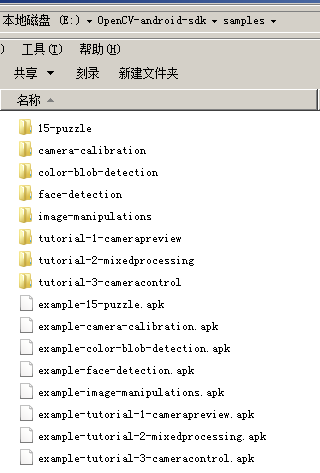 本地磁盘 (E:) ▸ OpenCV-android-sdk ▸ samples ▸
) 工具(T) 帮助(H)
共享 刻录 新建文件夹
名称
15-puzzle
camera-calibration
color-blob-detection
face-detection
image-manipulations
tutorial-1-camerapreview
tutorial-2-mixedprocessing
tutorial-3-cameracontrol
example-15-puzzle.apk
example-camera-calibration.apk
example-color-blob-detection.apk
example-face-detection.apk
example-image-manipulations.apk
example-tutorial-1-camerapreview.apk
example-tutorial-2-mixedprocessing.apk
example-tutorial-3-cameracontrol.apk